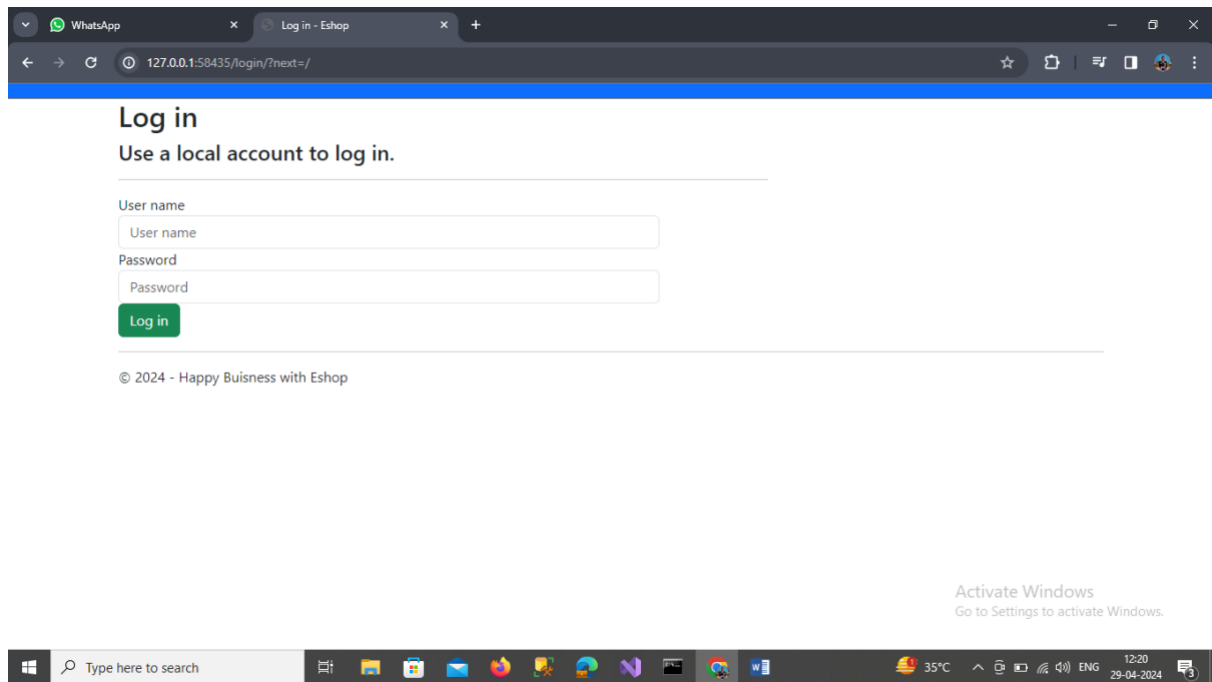 WhatsApp
Log in - Eshop
127.0.0.1:58435/login/?next=/
Log in
Use a local account to log in.
User name
User name
Password
Password
Log in
© 2024 - Happy Buisness with Eshop
Activate Windows
Go to Settings to activate Windows.
Type here to search
35°C
ENG
12:20
29-04-2024
3